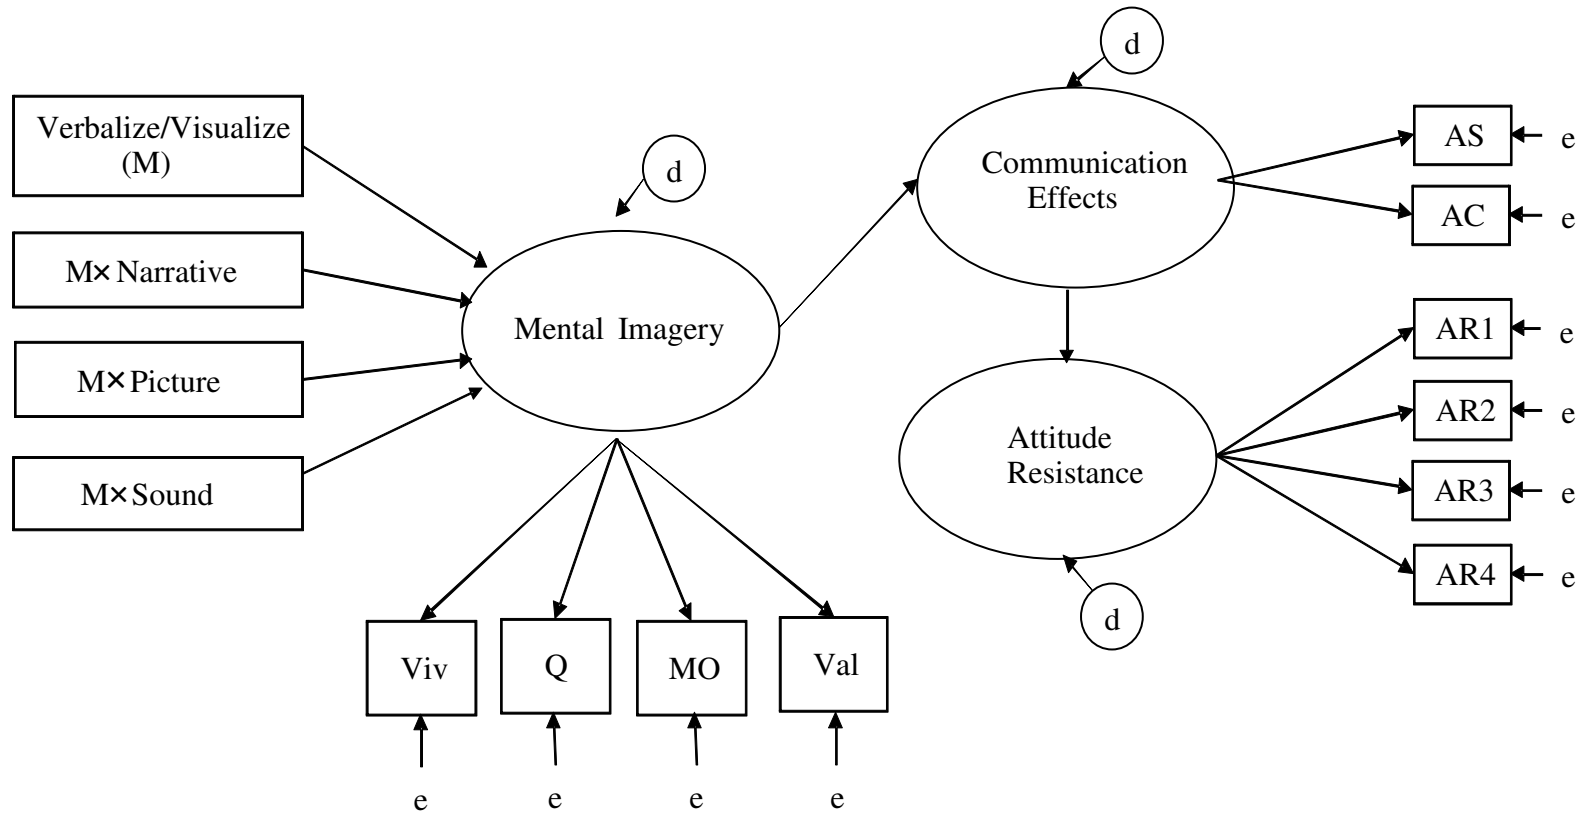 d
Verbalize/Visualize
(M)
AS
e
Communication
Effects
d
AC
e
M×Narrative
Mental Imagery
AR1
e
M×Picture
AR2
e
Attitude
Resistance
M×Sound
AR3
e
AR4
e
d
Viv
Q
MO
Val
e
e
e
e